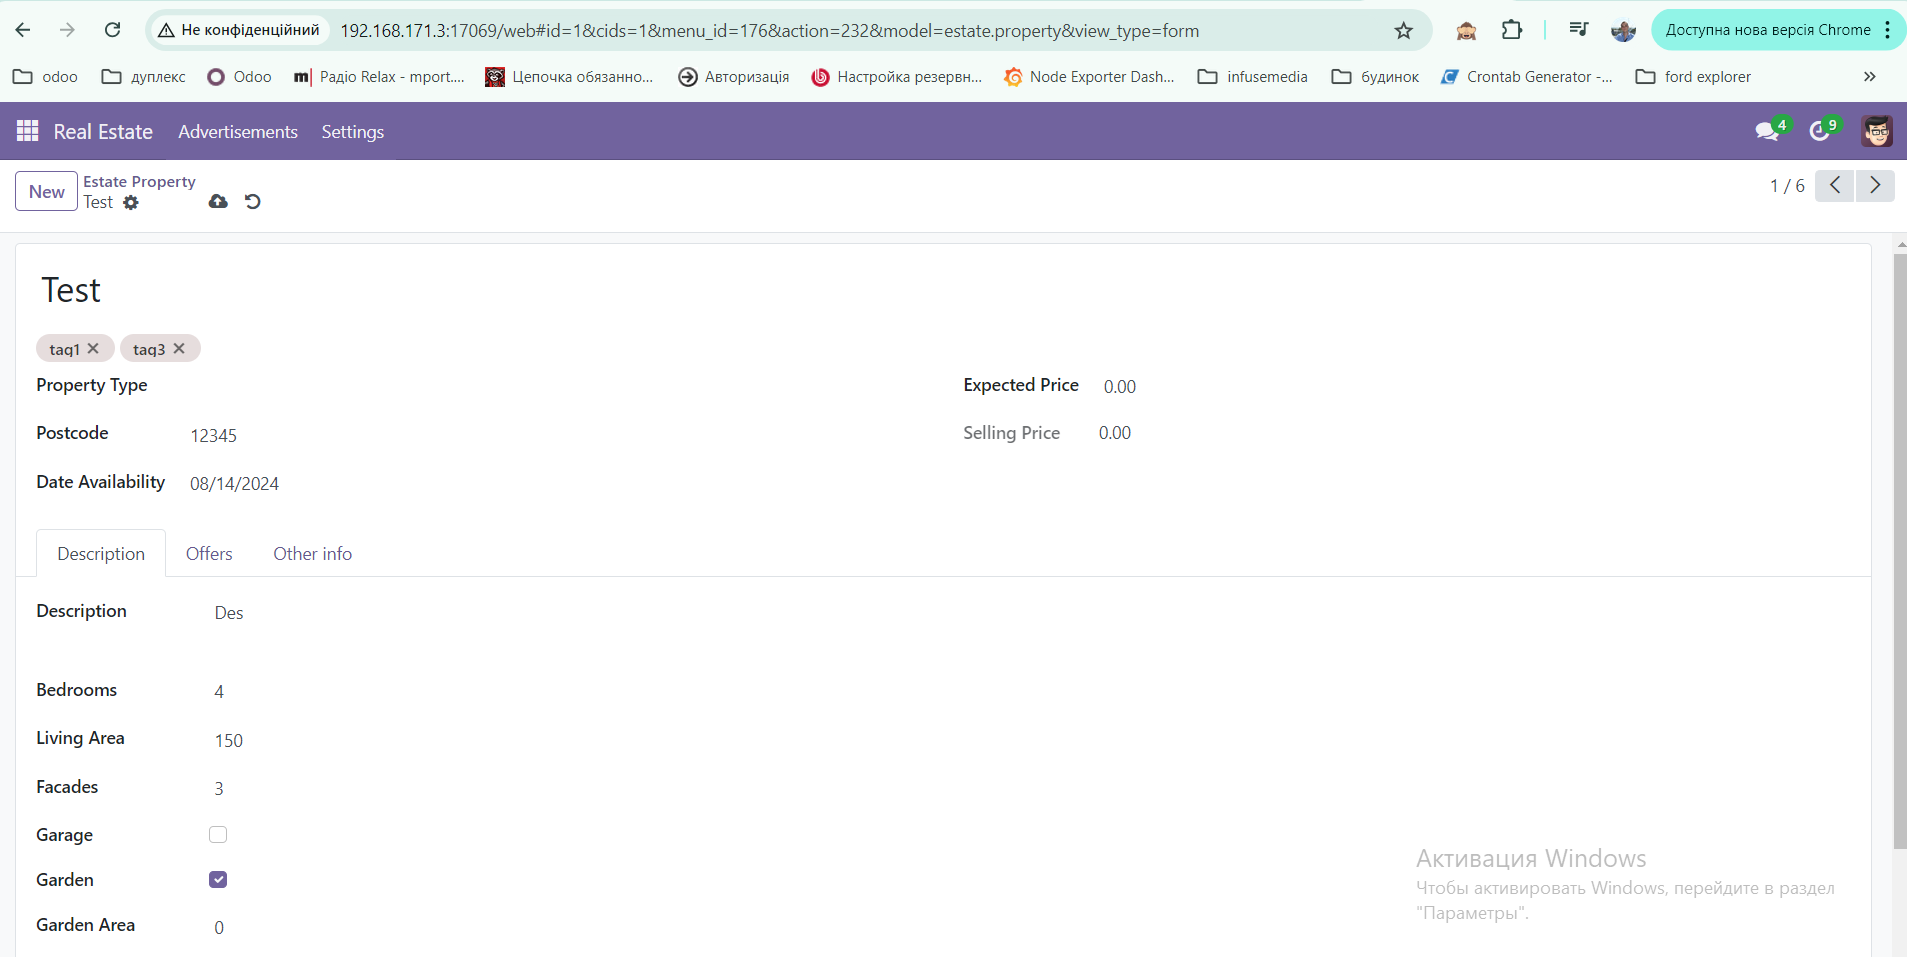 Не конфіденційний 192.168.171.3:17069/web#id=1&cids=1&menu_id=176&action=232&model=estate.property&view_type=form Доступна нова версія Chrome
odoo дуплекс Odoo m| Радіо Relax - mport.... Цепочка обязанно... Авторизація Настройка резервн... Node Exporter Dash... infusemedia будинок Crontab Generator -... ford explorer
Real Estate Advertisements Settings 4 9
New Estate Property 1 / 6
Test
Test
tag1 tag3
Property Type Expected Price 0.00
Postcode 12345 Selling Price 0.00
Date Availability 08/14/2024
Description Offers Other info
Description Des
Bedrooms 4
Living Area 150
Facades 3
Garage
Garden
Garden Area 0
Активация Windows
Чтобы активировать Windows, перейдите в раздел
"Параметры".